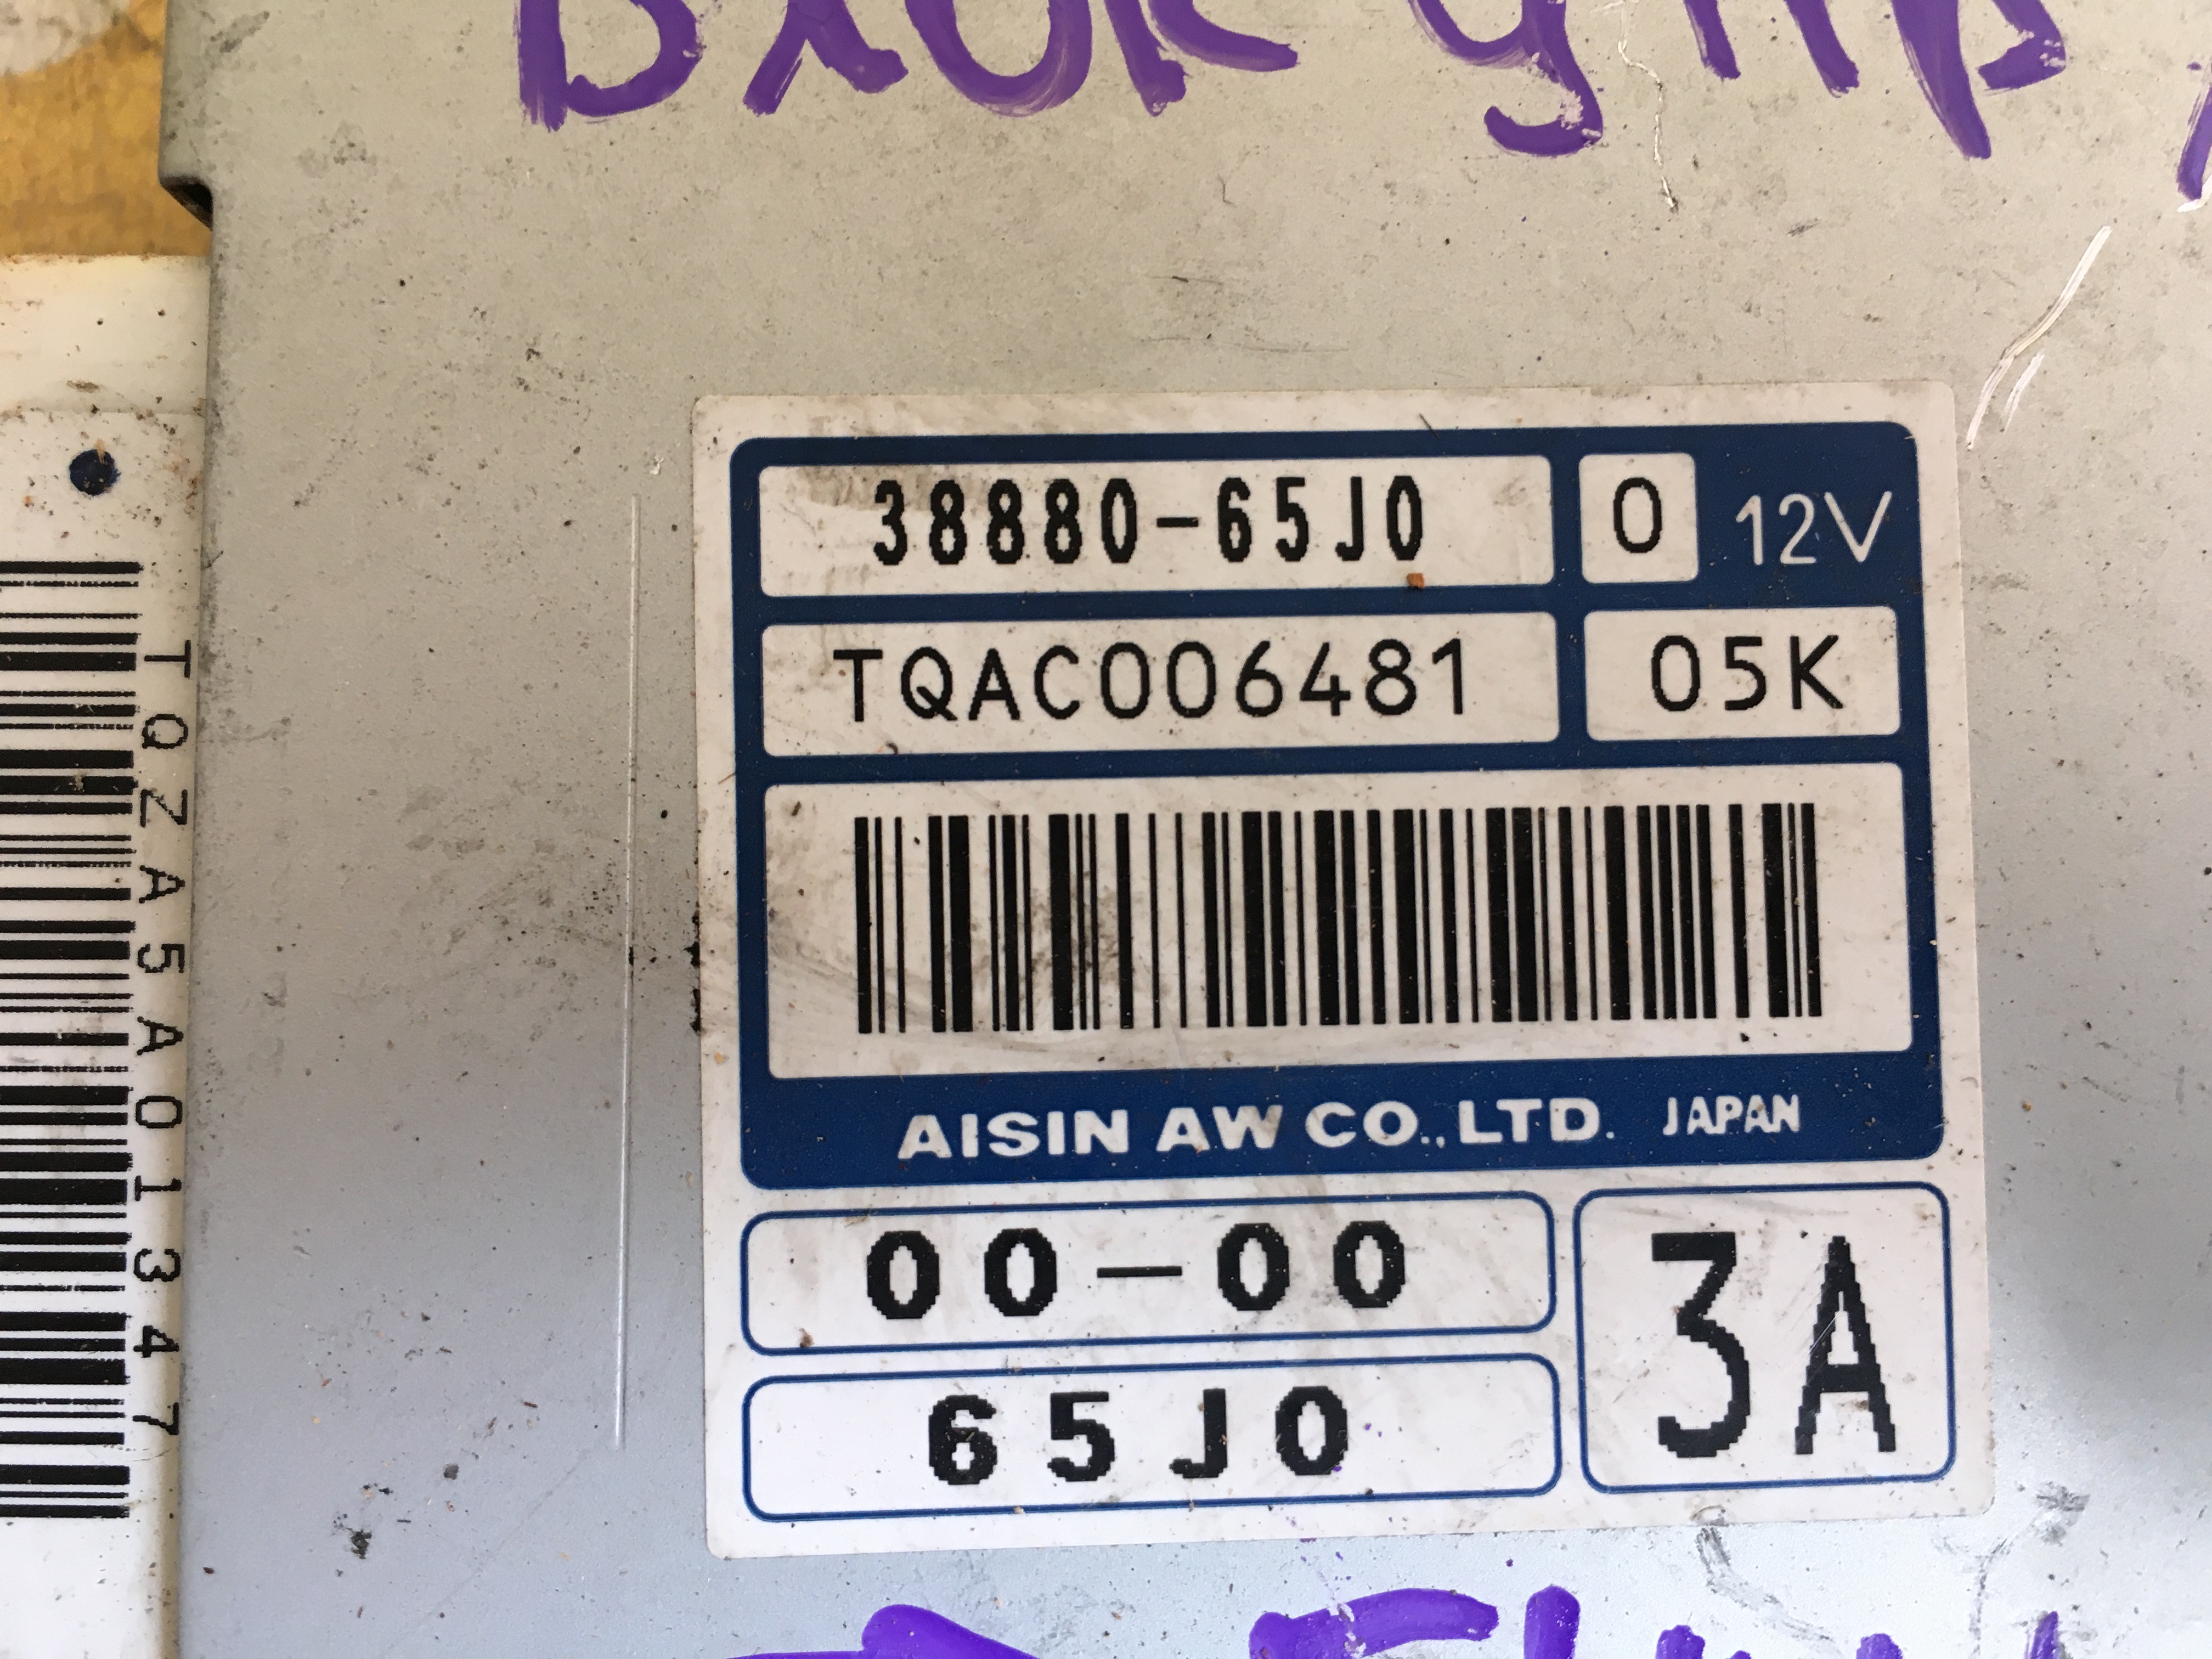 38880-65J0 0 12V
TQAC006481 05K
AISIN AW CO.,LTD. JAPAN
00-00
3A
65J0
TQZA5A01347